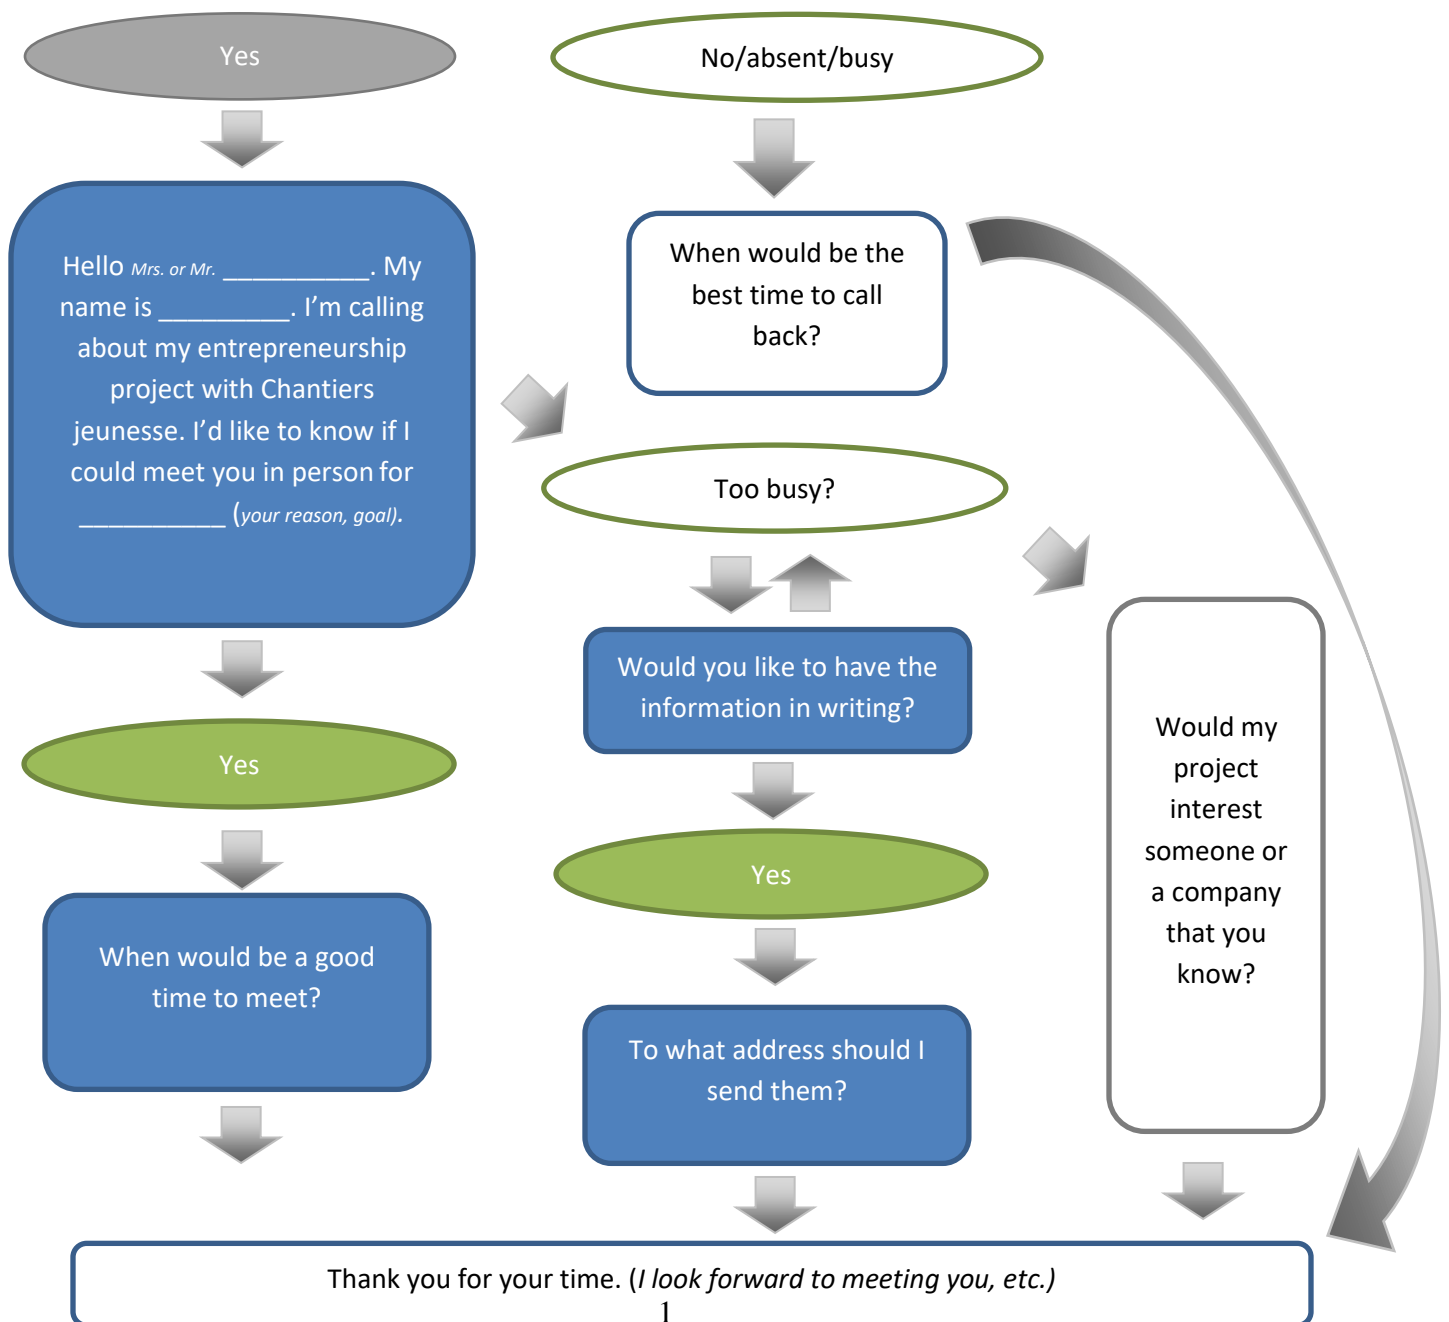 Yes
No/absent/busy
Hello Mrs. or Mr. __________. My
name is _________. I'm calling
about my entrepreneurship
project with Chantiers
jeunesse. I'd like to know if I
could meet you in person for
__________ (your reason, goal).
When would be the
best time to call
back?
Too busy?
Would you like to have the
information in writing?
Yes
Yes
When would be a good
time to meet?
To what address should I
send them?
Would my
project
interest
someone or
a company
that you
know?
Thank you for your time. (I look forward to meeting you, etc.)
1